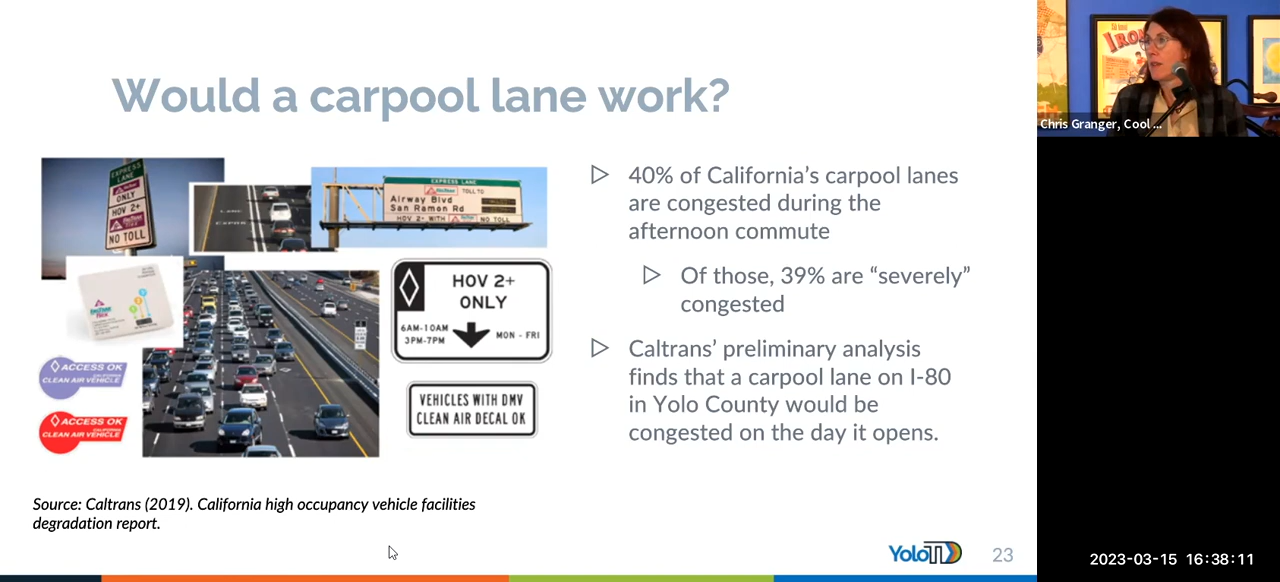 Would a carpool lane work?
EXPRESS LANE
ONLY
HOV 2+
NO TOLL
EXPRESS LANE
TOLL TO
Airway Blvd
San Ramon Rd
HOV 2+ WITH
NO TOLL
HOV 2+
ONLY
6AM-10AM
3PM-7PM
MON - FRI
ACCESS OK
CLEAN AIR VEHICLE
ACCESS OK
CLEAN AIR VEHICLE
VEHICLES WITH DMV
CLEAN AIR DECAL OK
40% of California’s carpool lanes
are congested during the
afternoon commute
Of those, 39% are “severely”
congested
Caltrans’ preliminary analysis
finds that a carpool lane on I-80
in Yolo County would be
congested on the day it opens.
Source: Caltrans (2019). California high occupancy vehicle facilities
degradation report.
YoloTD
23
Chris Granger, Cool ...
2023-03-15 16:38:11